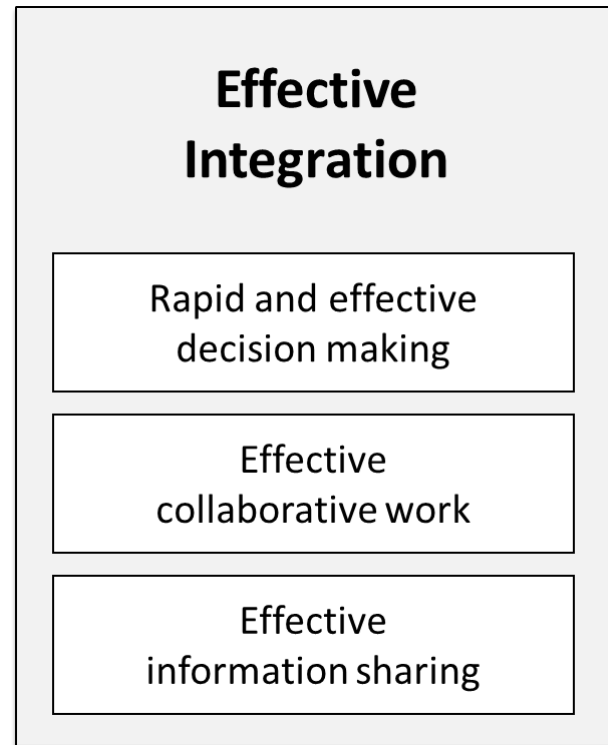 Effective
Integration
Rapid and effective
decision making
Effective
collaborative work
Effective
information sharing